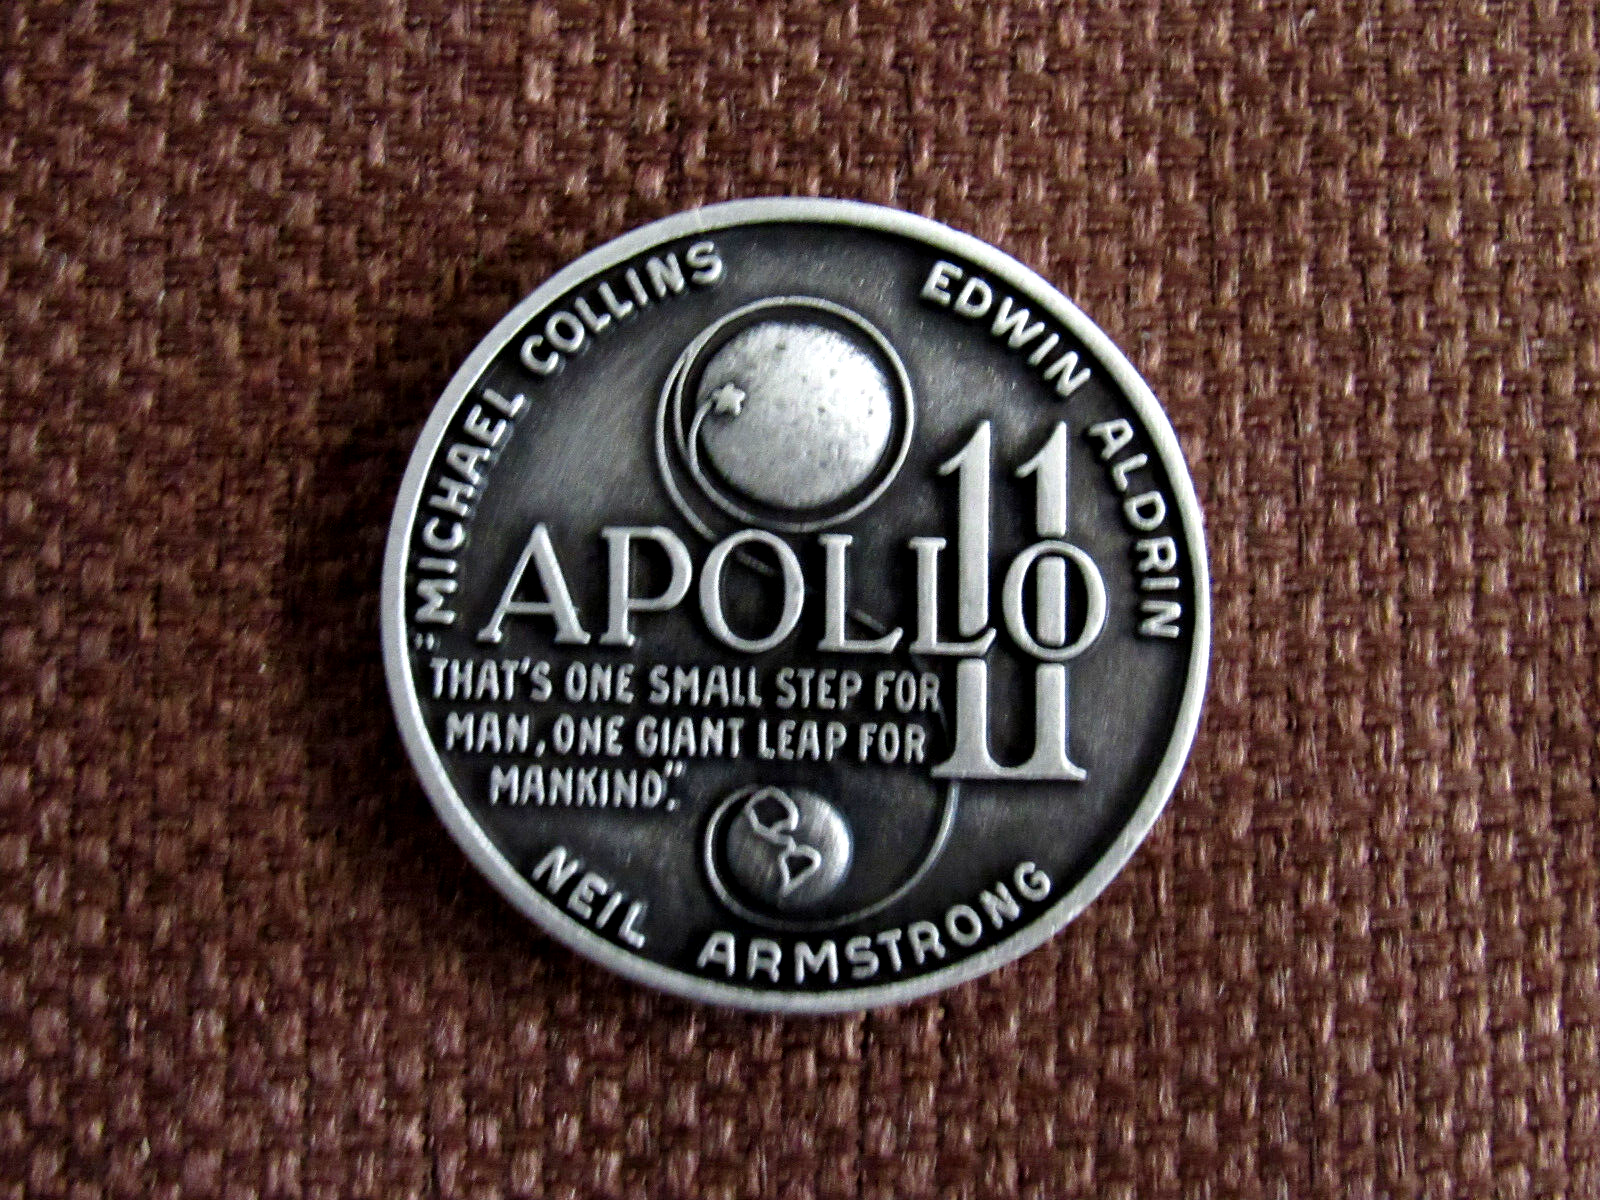 MICHAEL COLLINS
EDWIN ALDRIN
11
APOLLO
"THAT'S ONE SMALL STEP FOR
MAN, ONE GIANT LEAP FOR
MANKIND."
NEIL ARMSTRONG